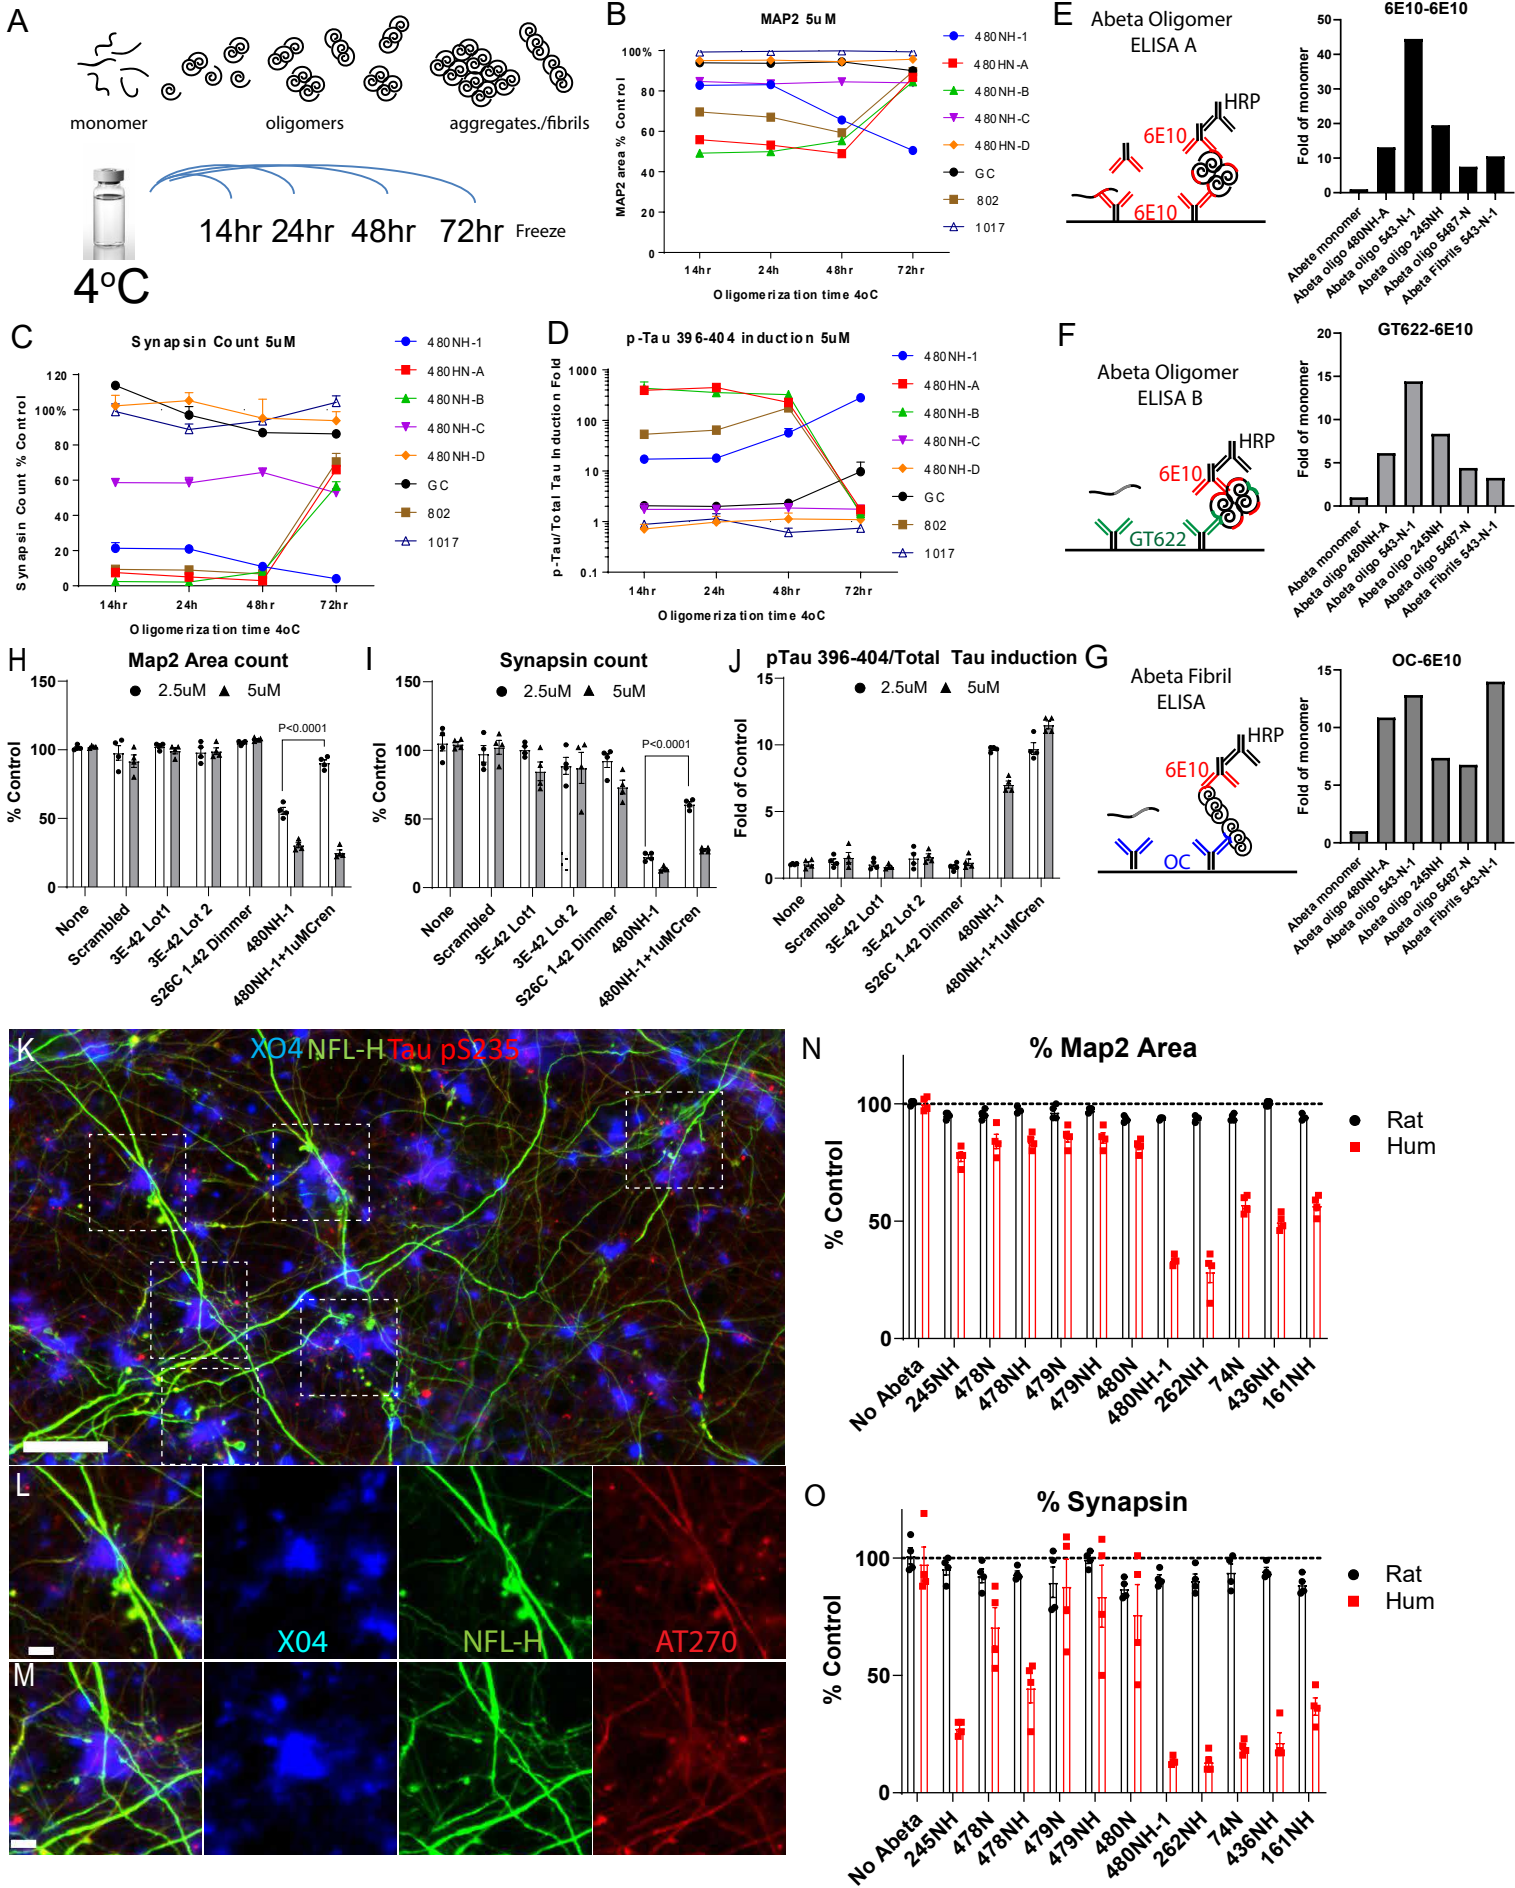 A
monomer
oligomers
aggregates./fibrils
14hr 24hr 48hr 72hr Freeze
4°C
B
MAP2 5uM
MAP2 area % Control
100%
80
60
40
20
0
14hr
24h
48hr
72hr
Oligomerization time 4oC
480NH-1
480HN-A
480NH-B
480NH-C
480HN-D
GC
802
1017
E
Abeta Oligomer
ELISA A
HRP
6E10
6E10
6E10-6E10
Fold of monomer
50
40
30
20
10
0
Abete monomer
Abeta oligo 480NH-A
Abeta oligo 543-N-1
Abeta oligo 245NH
Abeta oligo 5487-N
Abeta Fibrils 543-N-1
C
Synapsin Count 5uM
Synapsin Count % Control
120
100%
80
60
40
20
0
14hr
24h
48hr
72hr
Oligomerization time 4oC
480NH-1
480HN-A
480NH-B
480NH-C
480NH-D
GC
802
1017
D
p-Tau 396-404 induction 5uM
p-Tau/Total Tau Induction Fold
1000
100
10
1
0.1
14hr
24h
48hr
72hr
Oligomerization time 4oC
480NH-1
480HN-A
480NH-B
480NH-C
480NH-D
GC
802
1017
F
Abeta Oligomer
ELISA B
HRP
6E10
GT622
GT622-6E10
Fold of monomer
20
15
10
5
0
Abeta monomer
Abeta oligo 480NH-A
Abeta oligo 543-N-1
Abeta oligo 245NH
Abeta oligo 5487-N
Abeta Fibrils 543-N-1
H
Map2 Area count
2.5uM
5uM
% Control
150
100
50
0
P<0.0001
None
Scrambled
3E-42 Lot1
3E-42 Lot 2
S26C 1-42 Dimmer
480NH-1
480NH-1+1uMCren
I
Synapsin count
2.5uM
5uM
% Control
150
100
50
0
P<0.0001
None
Scrambled
3E-42 Lot1
3E-42 Lot 2
S26C 1-42 Dimmer
480NH-1
480NH-1+1uMCren
J
pTau 396-404/Total Tau induction
2.5uM
5uM
Fold of Control
15
10
5
0
None
Scrambled
3E-42 Lot1
3E-42 Lot 2
S26C 1-42 Dimmer
480NH-1
480NH-1+1uMCren
G
Abeta Fibril
ELISA
HRP
6E10
OC
OC-6E10
Fold of monomer
15
10
5
0
Abeta monomer
Abeta oligo 480NH-A
Abeta oligo 543-N-1
Abeta oligo 245NH
Abeta oligo 5487-N
Abeta Fibrils 543-N-1
K
XO4 NFL-H Tau pS235
L
X04
NFL-H
AT270
M
N
% Map2 Area
% Control
100
50
0
Rat
Hum
No Abeta
245NH
478N
478NH
479N
479NH
480N
480NH-1
262NH
74N
436NH
161NH
O
% Synapsin
% Control
100
50
0
Rat
Hum
No Abeta
245NH
478N
478NH
479N
479NH
480N
480NH-1
262NH
74N
436NH
161NH